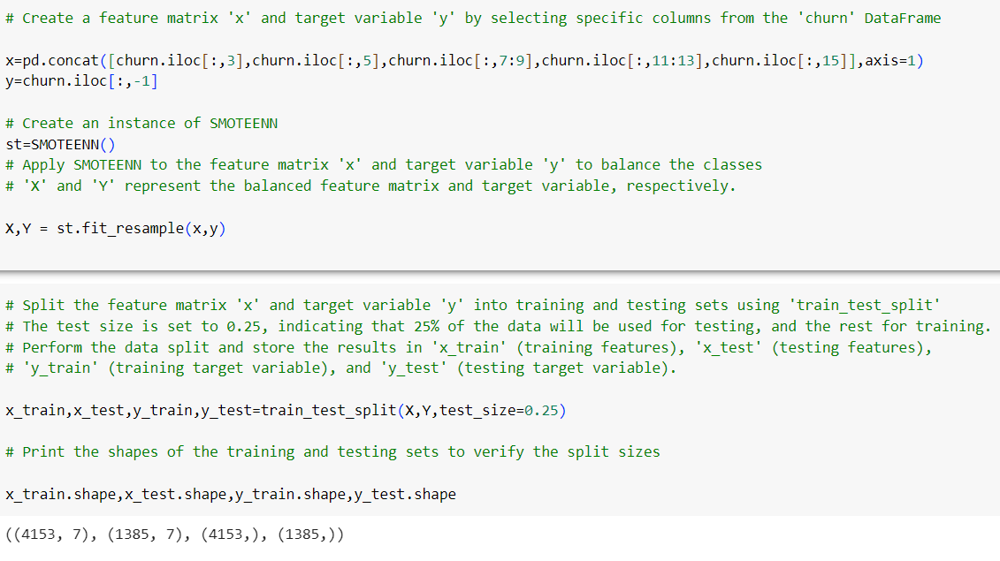 # Create a feature matrix 'x' and target variable 'y' by selecting specific columns from the 'churn' DataFrame
x=pd.concat([churn.iloc[:,3],churn.iloc[:,5],churn.iloc[:,7:9],churn.iloc[:,11:13],churn.iloc[:,15]],axis=1)
y=churn.iloc[:,-1]
# Create an instance of SMOTEENN
st=SMOTEENN()
# Apply SMOTEENN to the feature matrix 'x' and target variable 'y' to balance the classes
# 'X' and 'Y' represent the balanced feature matrix and target variable, respectively.
X,Y = st.fit_resample(x,y)
# Split the feature matrix 'x' and target variable 'y' into training and testing sets using 'train_test_split'
# The test size is set to 0.25, indicating that 25% of the data will be used for testing, and the rest for training.
# Perform the data split and store the results in 'x_train' (training features), 'x_test' (testing features),
# 'y_train' (training target variable), and 'y_test' (testing target variable).
x_train,x_test,y_train,y_test=train_test_split(X,Y,test_size=0.25)
# Print the shapes of the training and testing sets to verify the split sizes
x_train.shape,x_test.shape,y_train.shape,y_test.shape
((4153, 7), (1385, 7), (4153,), (1385,))